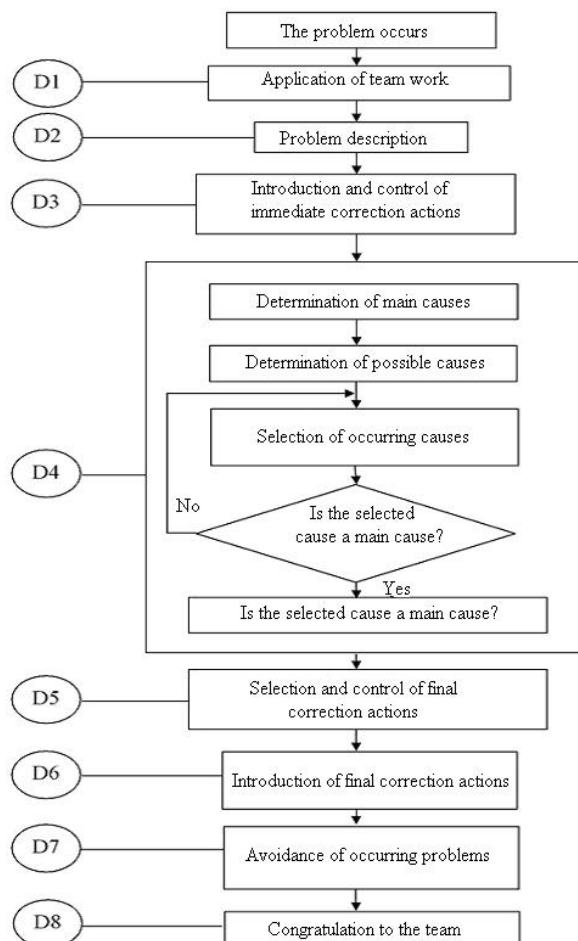 The problem occurs
D1
Application of team work
D2
Problem description
D3
Introduction and control of
immediate correction actions
Determination of main causes
Determination of possible causes
Selection of occurring causes
D4
No
Is the selected
cause a main cause?
Yes
Is the selected cause a main cause?
D5
Selection and control of final
correction actions
D6
Introduction of final correction actions
D7
Avoidance of occurring problems
D8
Congratulation to the team